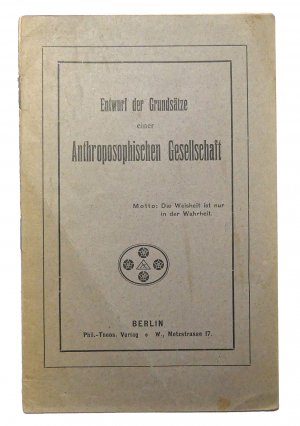 Entwurf der Grundsätze
einer
Anthroposophischen Gesellschaft
Motto: Die Weisheit ist nur
in der Wahrheit.
BERLIN
Phil.-Theos. Verlag W., Motzstrasse 17.